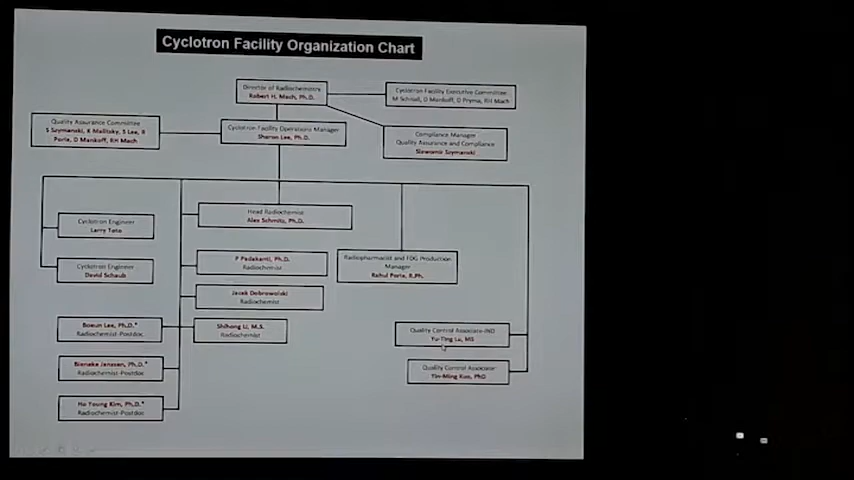 Cyclotron Facility Organization Chart
Director of Radiochemistry
Robert H. Mach, Ph.D.
Cyclotron Facility Executive Committee
M Schnall, D Mankoff, D Pryma, RH Mach
Quality Assurance Committee
S Szymanski, K Malitsky, S Lee, R
Poria, D Mankoff, RH Mach
Cyclotron Facility Operations Manager
Sharon Lee, Ph.D.
Compliance Manager
Quality Assurance and Compliance
Slawomir Szymanski
Cyclotron Engineer
Larry Toto
Head Radiochemist
Alex Schmitz, Ph.D.
Cyclotron Engineer
David Schaub
P Padakanti, Ph.D.
Radiochemist
Radiopharmacist and FDG Production
Manager
Rahul Poria, R.Ph.
Jacek Dobrowolski
Radiochemist
Boeun Lee, Ph.D.*
Radiochemist-Postdoc
Shihong Li, M.S.
Radiochemist
Quality Control Associate-IND
Yu-Ting Lu, MS
Bieneke Janssen, Ph.D.*
Radiochemist-Postdoc
Quality Control Associate
Yin-Ming Kuo, PhD
Ho Young Kim, Ph.D.*
Radiochemist-Postdoc